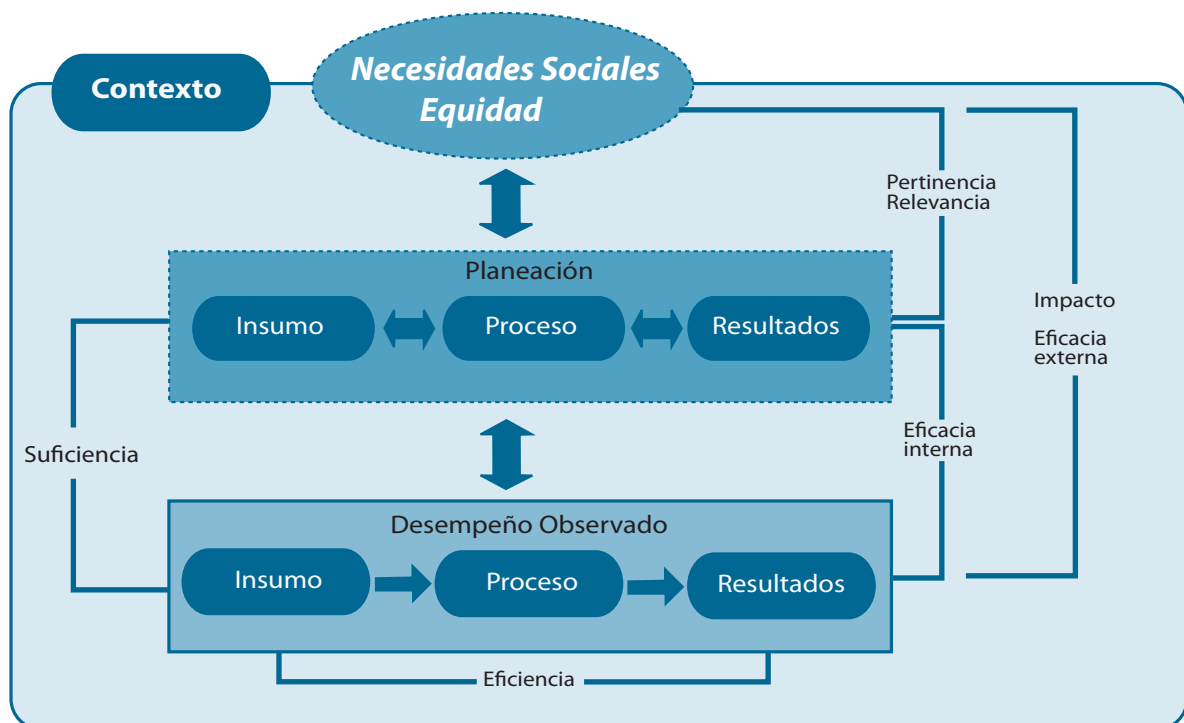 Contexto
Necesidades Sociales
Equidad
Pertinencia
Relevancia
Planeación
Insumo
Proceso
Resultados
Impacto
Eficacia
externa
Suficiencia
Eficacia
interna
Desempeño Observado
Insumo
Proceso
Resultados
Eficiencia